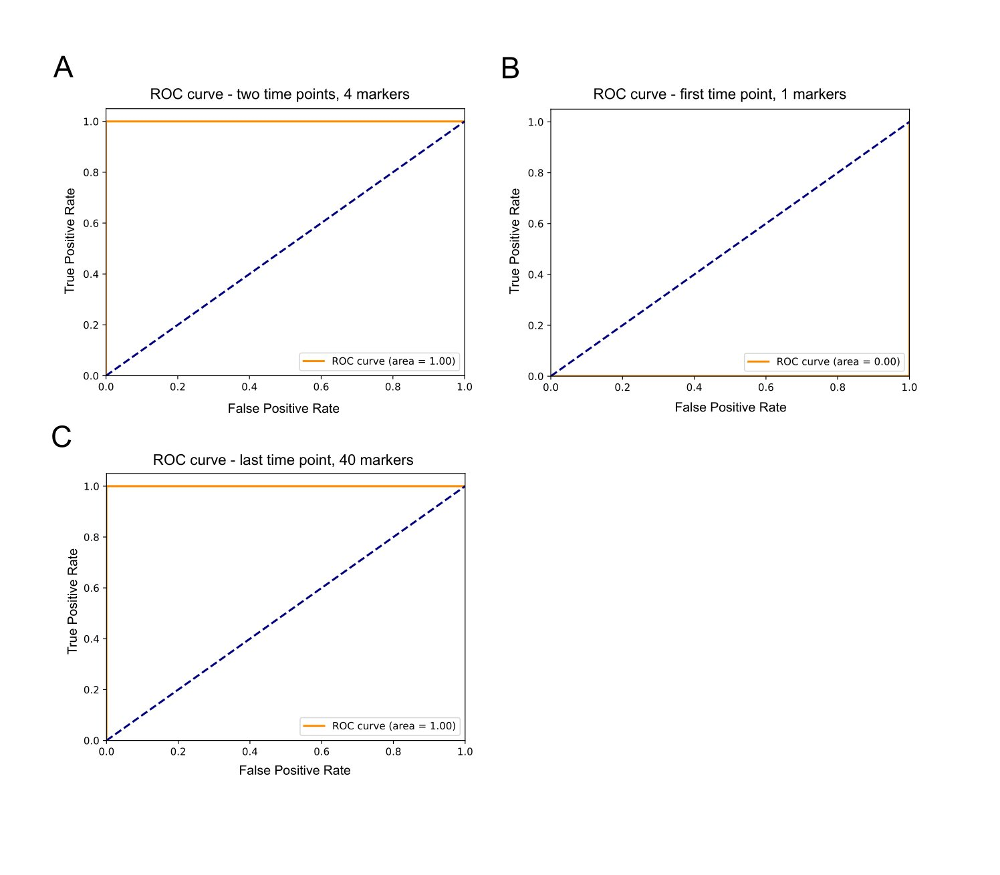 A
ROC curve - two time points, 4 markers
True Positive Rate
1.0
0.8
0.6
0.4
0.2
0.0
ROC curve (area = 1.00)
0.0 0.2 0.4 0.6 0.8 1.0
False Positive Rate
B
ROC curve - first time point, 1 markers
True Positive Rate
1.0
0.8
0.6
0.4
0.2
0.0
ROC curve (area = 0.00)
0.0 0.2 0.4 0.6 0.8 1.0
False Positive Rate
C
ROC curve - last time point, 40 markers
True Positive Rate
1.0
0.8
0.6
0.4
0.2
0.0
ROC curve (area = 1.00)
0.0 0.2 0.4 0.6 0.8 1.0
False Positive Rate